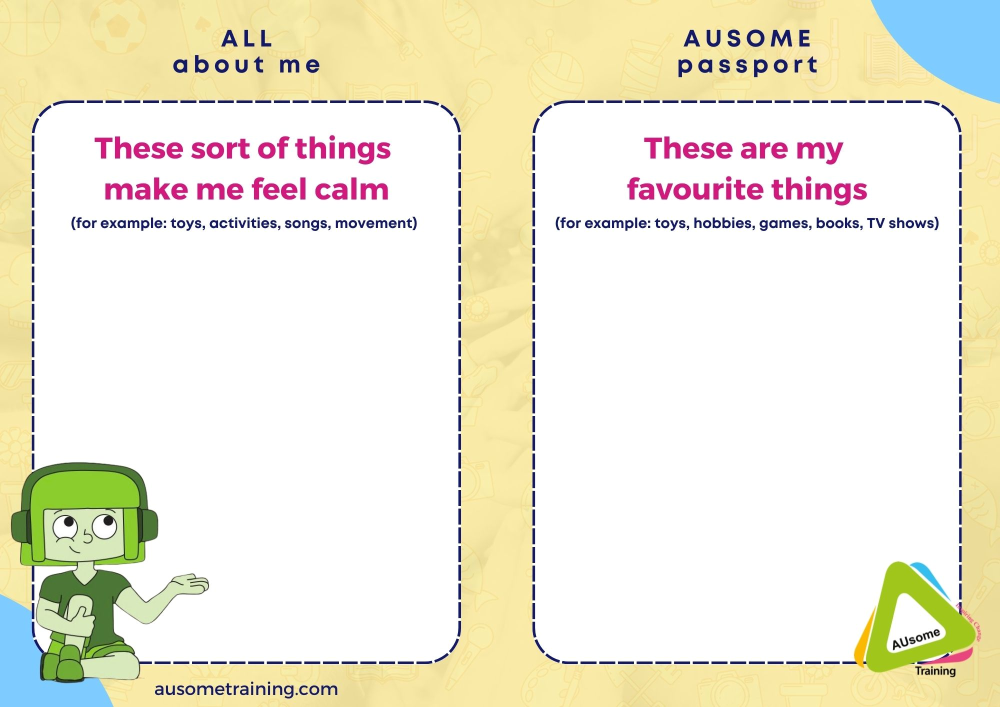 ALL
about me
These sort of things
make me feel calm
(for example: toys, activities, songs, movement)
ausometraining.com
AUSOME
passport
These are my
favourite things
(for example: toys, hobbies, games, books, TV shows)
Inspiring Change
AUsome
Training